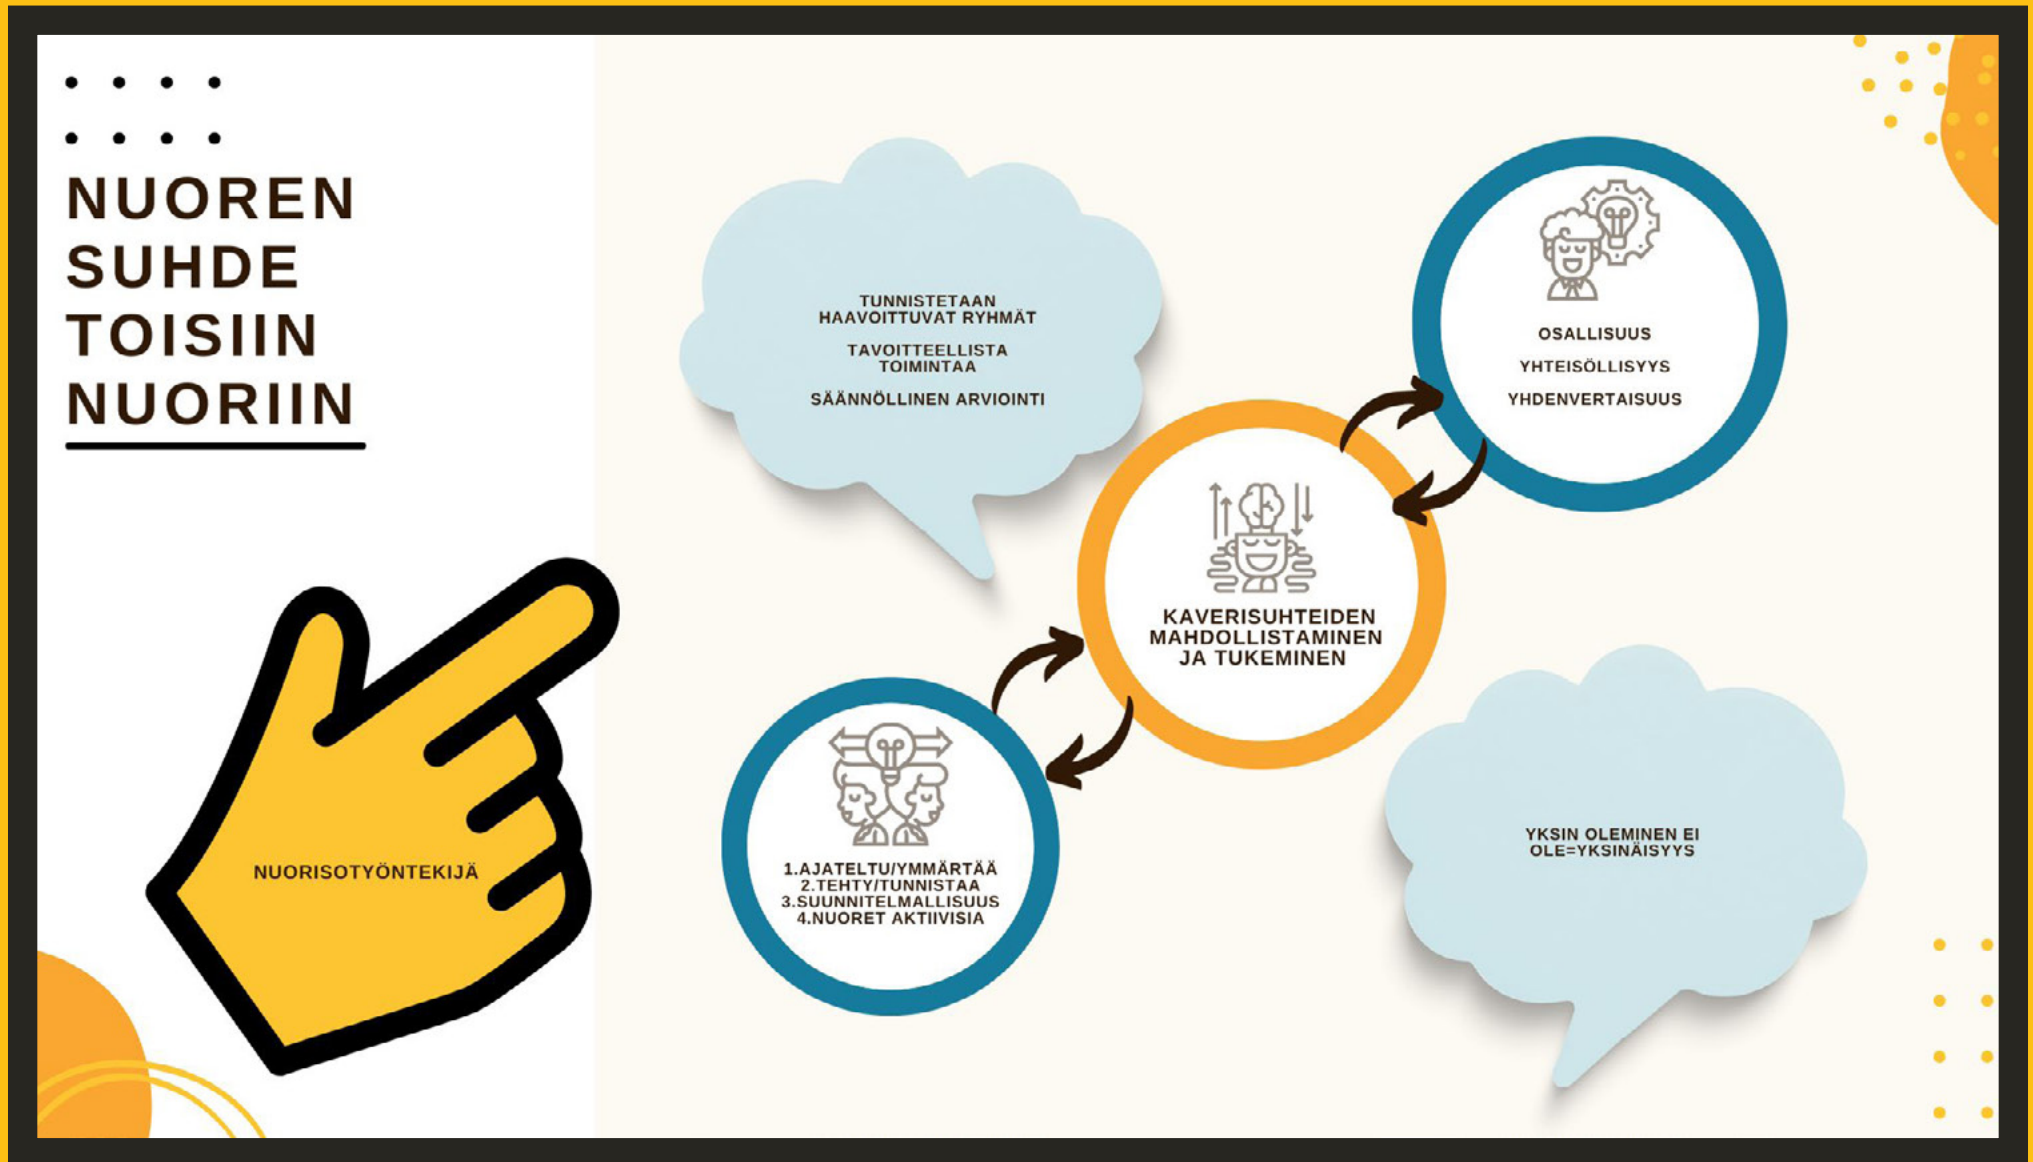 NUOREN
SUHDE
TOISIIN
NUORIIN
NUORISOTYÖNTEKIJÄ
TUNNISTETAAN
HAAVOITTUVAT RYHMÄT
TAVOITTEELLISTA
TOIMINTAA
SÄÄNNÖLLINEN ARVIOINTI
OSALLISUUS
YHTEISÖLLISYYS
YHDENVERTAISUUS
KAVERISUHTEIDEN
MAHDOLLISTAMINEN
JA TUKEMINEN
1.AJATELTU/YMMÄRTÄÄ
2.TEHTY/TUNNISTAA
3.SUUNNITELMALLISUUS
4.NUORET AKTIIVISIA
YKSIN OLEMINEN EI
OLE=YKSINÄISYYS